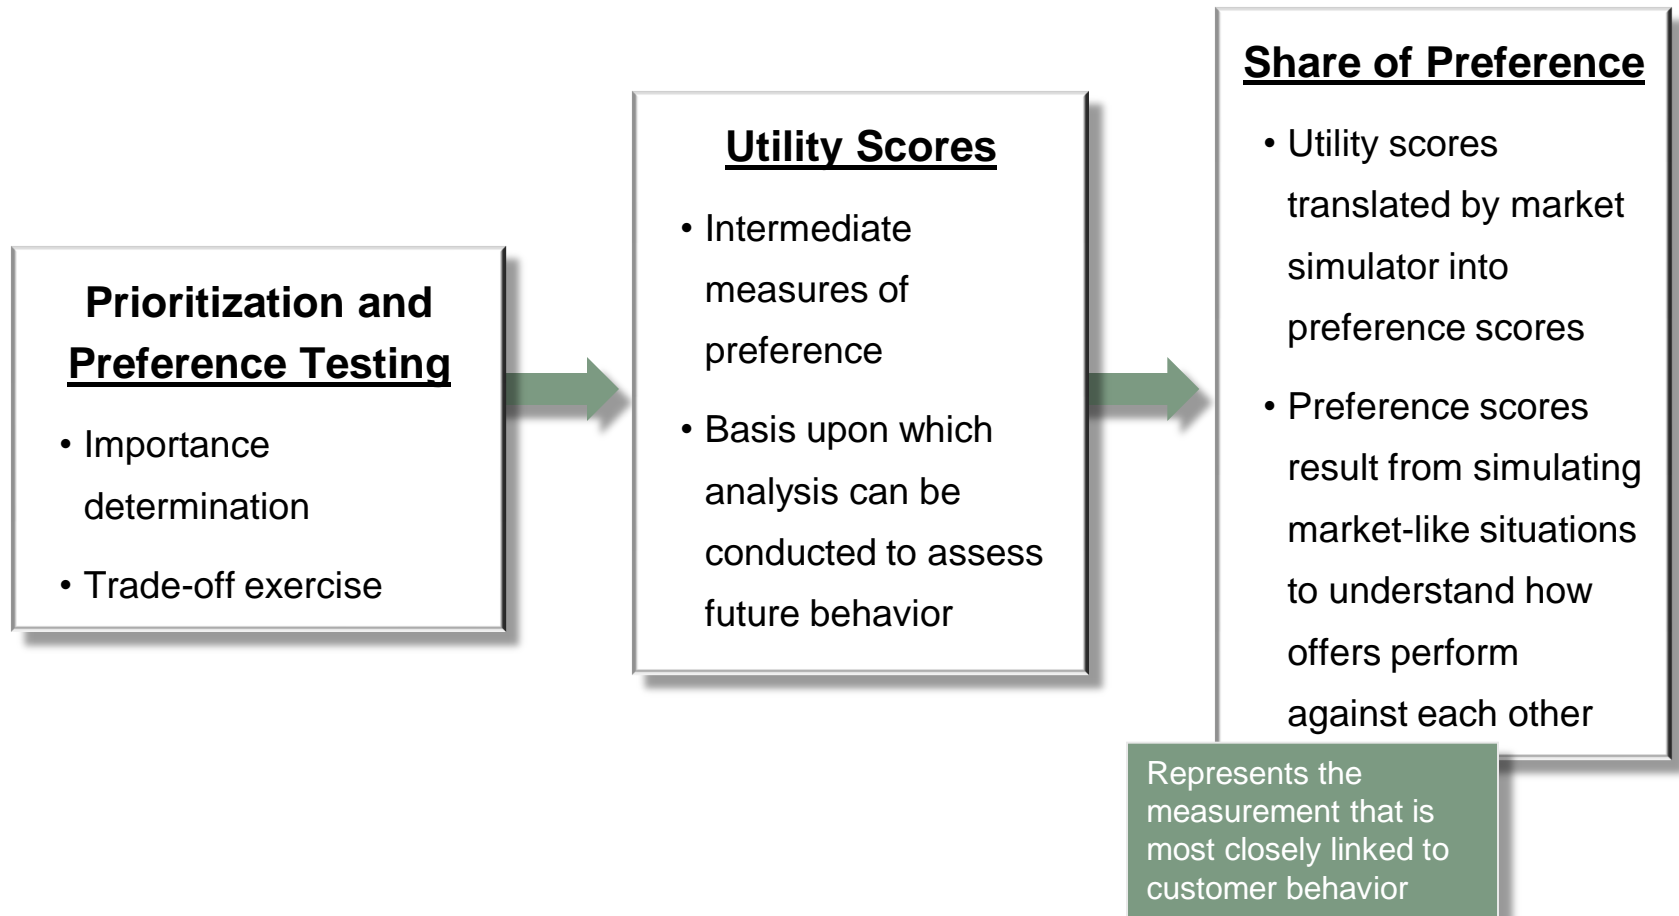 Prioritization and
Preference Testing
• Importance
determination
• Trade-off exercise
Utility Scores
• Intermediate
measures of
preference
• Basis upon which
analysis can be
conducted to assess
future behavior
Share of Preference
• Utility scores
translated by market
simulator into
preference scores
• Preference scores
result from simulating
market-like situations
to understand how
offers perform
against each other
Represents the
measurement that is
most closely linked to
customer behavior